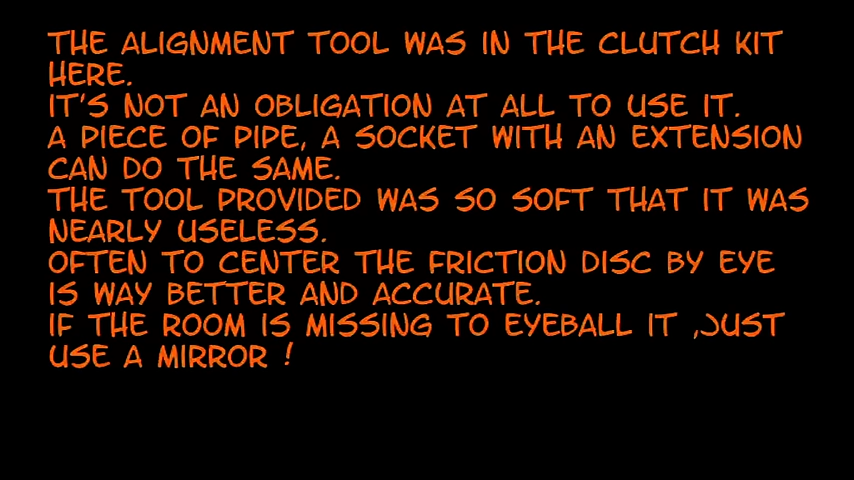 THE ALIGNMENT TOOL WAS IN THE CLUTCH KIT
HERE.
IT'S NOT AN OBLIGATION AT ALL TO USE IT.
A PIECE OF PIPE, A SOCKET WITH AN EXTENSION
CAN DO THE SAME.
THE TOOL PROVIDED WAS SO SOFT THAT IT WAS
NEARLY USELESS.
OFTEN TO CENTER THE FRICTION DISC BY EYE
IS WAY BETTER AND ACCURATE.
IF THE ROOM IS MISSING TO EYEBALL IT ,JUST
USE A MIRROR !